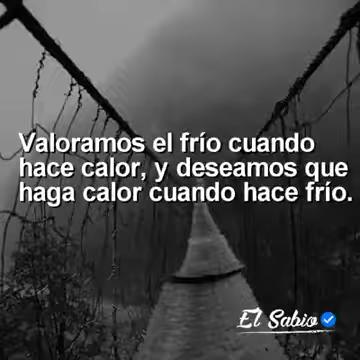 Valoramos el frío cuando
hace calor, y deseamos que
haga calor cuando hace frío.
El Sabio